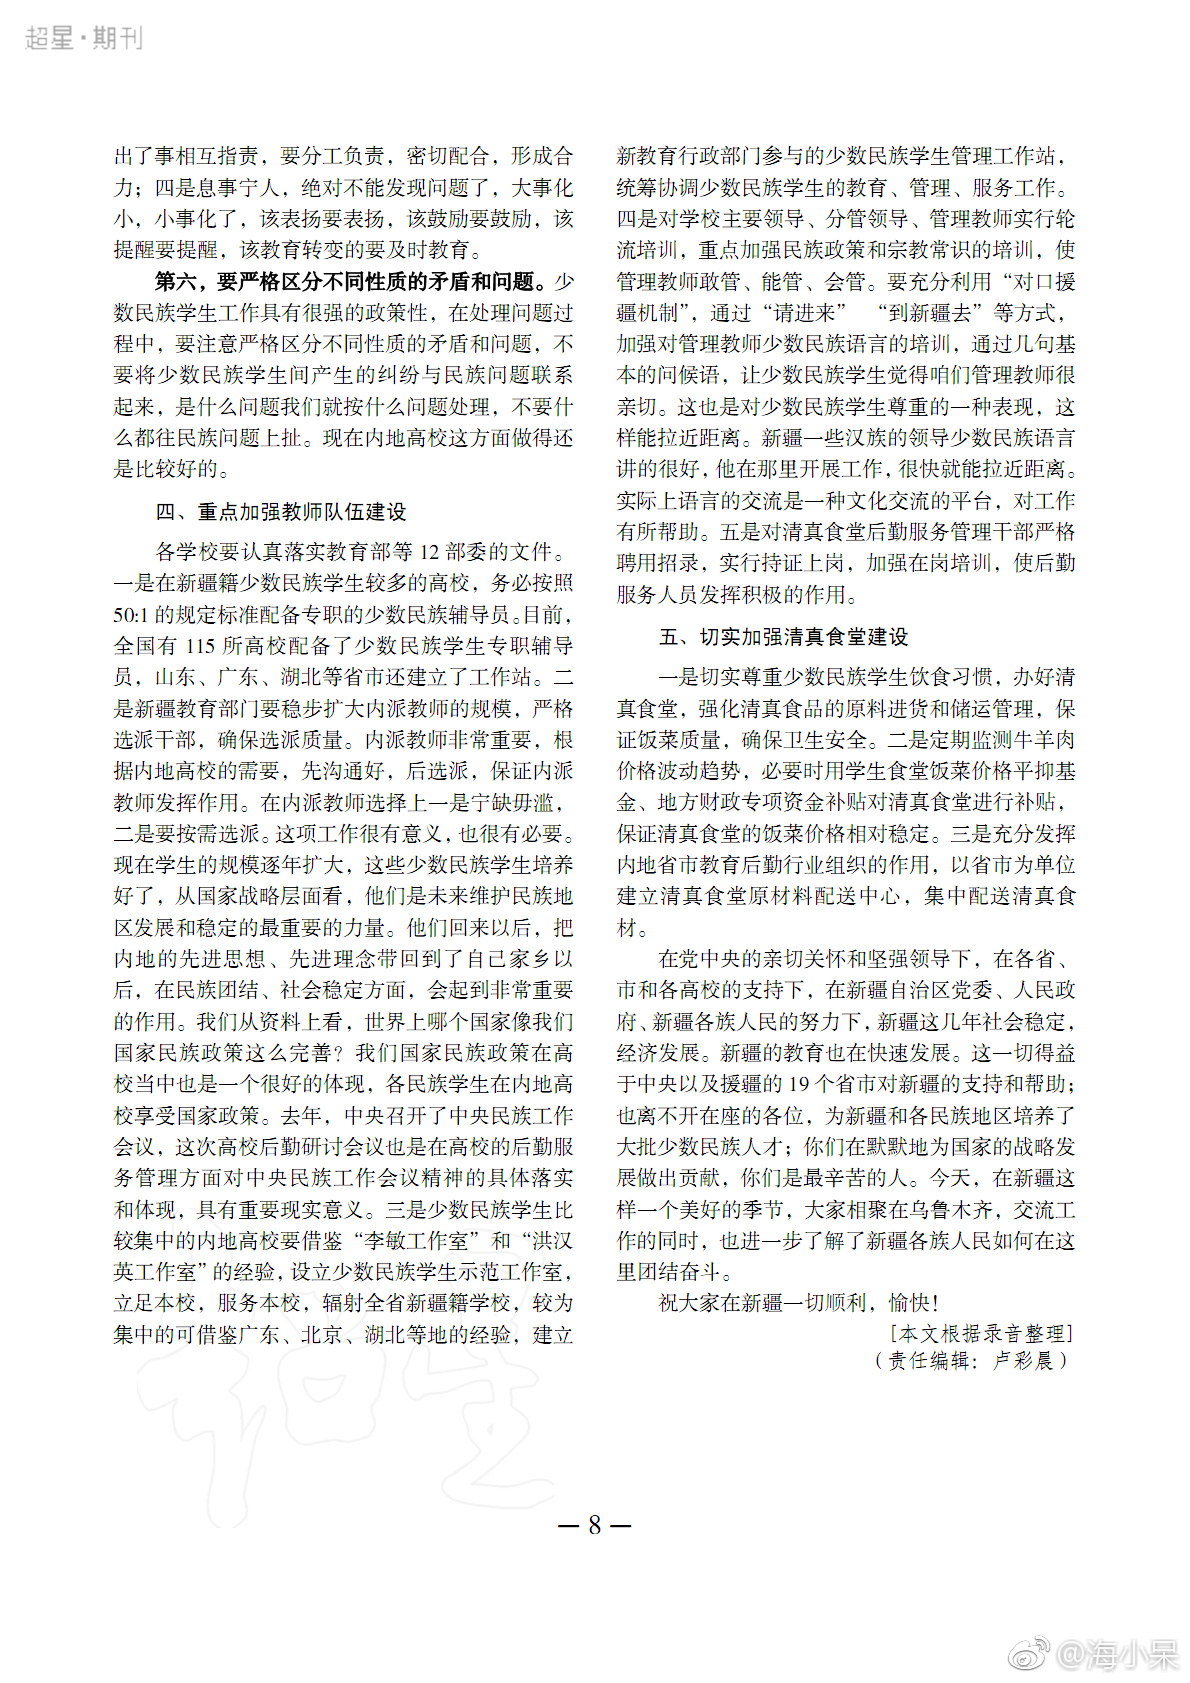 超星·期刊
出了事相互指责，要分工负责，密切配合，形成合
力；四是息事宁人，绝对不能发现问题了，大事化
小，小事化了，该表扬要表扬，该鼓励要鼓励，该
提醒要提醒，该教育转变的要及时教育。
第六，要严格区分不同性质的矛盾和问题。少
数民族学生工作具有很强的政策性，在处理问题过
程中，要注意严格区分不同性质的矛盾和问题，不
要将少数民族学生间产生的纠纷与民族问题联系
起来，是什么问题我们就按什么问题处理，不要什
么都往民族问题上扯。现在内地高校这方面做得还
是比较好的。
四、重点加强教师队伍建设
各学校要认真落实教育部等 12 部委的文件。
一是在新疆籍少数民族学生较多的高校，务必按照
50:1 的规定标准配备专职的少数民族辅导员。目前，
全国有 115 所高校配备了少数民族学生专职辅导
员，山东、广东、湖北等省市还建立了工作站。二
是新疆教育部门要稳步扩大内派教师的规模，严格
选派干部，确保选派质量。内派教师非常重要，根
据内地高校的需要，先沟通好，后选派，保证内派
教师发挥作用。在内派教师选择上一是宁缺毋滥，
二是要按需选派。这项工作很有意义，也很有必要。
现在学生的规模逐年扩大，这些少数民族学生培养
好了，从国家战略层面看，他们是未来维护民族地
区发展和稳定的最重要的力量。他们回来以后，把
内地的先进思想、先进理念带回到了自己家乡以
后，在民族团结、社会稳定方面，会起到非常重要
的作用。我们从资料上看，世界上哪个国家像我们
国家民族政策这么完善？我们国家民族政策在高
校当中也是一个很好的体现，各民族学生在内地高
校享受国家政策。去年，中央召开了中央民族工作
会议，这次高校后勤研讨会议也是在高校的后勤服
务管理方面对中央民族工作会议精神的具体落实
和体现，具有重要现实意义。三是少数民族学生比
较集中的内地高校要借鉴“李敏工作室”和“洪汉
英工作室”的经验，设立少数民族学生示范工作室，
立足本校，服务本校，辐射全省新疆籍学校，较为
集中的可借鉴广东、北京、湖北等地的经验，建立
新教育行政部门参与的少数民族学生管理工作站，
统筹协调少数民族学生的教育、管理、服务工作。
四是对学校主要领导、分管领导、管理教师实行轮
流培训，重点加强民族政策和宗教常识的培训，使
管理教师敢管、能管、会管。要充分利用“对口援
疆机制”，通过“请进来”　“到新疆去”等方式，
加强对管理教师少数民族语言的培训，通过几句基
本的问候语，让少数民族学生觉得咱们管理教师很
亲切。这也是对少数民族学生尊重的一种表现，这
样能拉近距离。新疆一些汉族的领导少数民族语言
讲的很好，他在那里开展工作，很快就能拉近距离。
实际上语言的交流是一种文化交流的平台，对工作
有所帮助。五是对清真食堂后勤服务管理干部严格
聘用招录，实行持证上岗，加强在岗培训，使后勤
服务人员发挥积极的作用。
五、切实加强清真食堂建设
一是切实尊重少数民族学生饮食习惯，办好清
真食堂，强化清真食品的原料进货和储运管理，保
证饭菜质量，确保卫生安全。二是定期监测牛羊肉
价格波动趋势，必要时用学生食堂饭菜价格平抑基
金、地方财政专项资金补贴对清真食堂进行补贴，
保证清真食堂的饭菜价格相对稳定。三是充分发挥
内地省市教育后勤行业组织的作用，以省市为单位
建立清真食堂原材料配送中心，集中配送清真食
材。
在党中央的亲切关怀和坚强领导下，在各省、
市和各高校的支持下，在新疆自治区党委、人民政
府、新疆各族人民的努力下，新疆这几年社会稳定，
经济发展。新疆的教育也在快速发展。这一切得益
于中央以及援疆的 19 个省市对新疆的支持和帮助；
也离不开在座的各位，为新疆和各民族地区培养了
大批少数民族人才；你们在默默地为国家的战略发
展做出贡献，你们是最辛苦的人。今天，在新疆这
样一个美好的季节，大家相聚在乌鲁木齐，交流工
作的同时，也进一步了解了新疆各族人民如何在这
里团结奋斗。
祝大家在新疆一切顺利，愉快！
[本文根据录音整理]
（责任编辑：卢彩晨）
超星
— 8 —
@海小呆